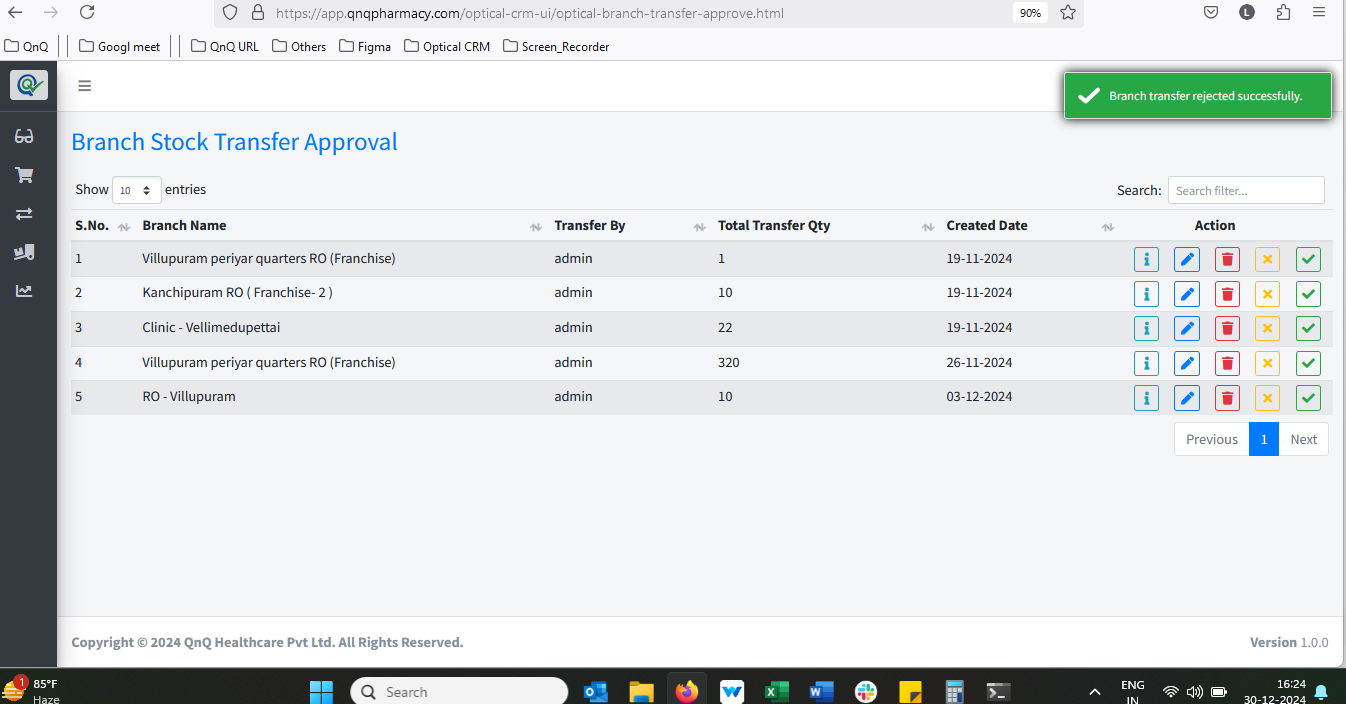 https://app.qnqpharmacy.com/optical-crm-ui/optical-branch-transfer-approve.html 90% L
QnQ Googl meet QnQ URL Others Figma Optical CRM Screen_Recorder
Branch transfer rejected successfully.
Branch Stock Transfer Approval
Show 10 entries Search: Search filter...
S.No. Branch Name Transfer By Total Transfer Qty Created Date Action
1 Villupuram periyar quarters RO (Franchise) admin 1 19-11-2024
2 Kanchipuram RO ( Franchise- 2 ) admin 10 19-11-2024
3 Clinic - Vellimedupettai admin 22 19-11-2024
4 Villupuram periyar quarters RO (Franchise) admin 320 26-11-2024
5 RO - Villupuram admin 10 03-12-2024
Previous 1 Next
Copyright © 2024 QnQ Healthcare Pvt Ltd. All Rights Reserved. Version 1.0.0
1 85°F Search ENG 16:24
Haze IN 30-12-2024